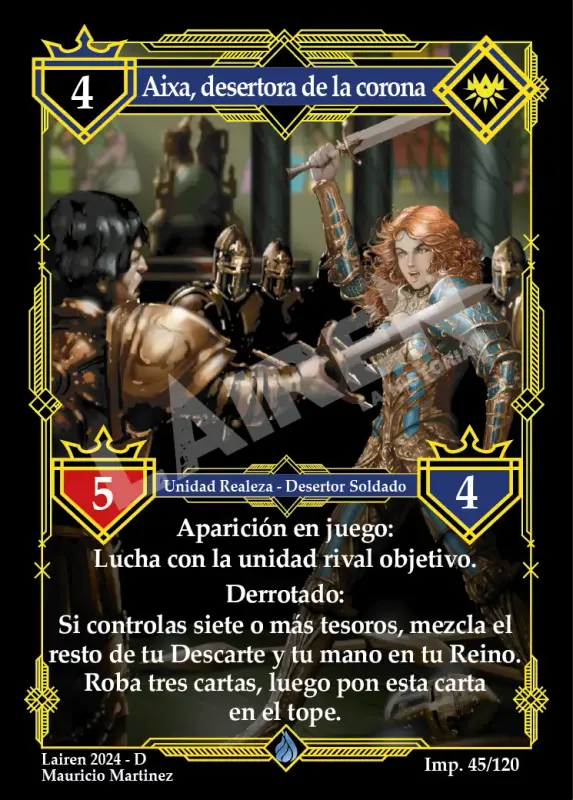 4
Aixa, desertora de la corona
LAIREN
5
Unidad Realeza - Desertor Soldado
4
Aparición en juego:
Lucha con la unidad rival objetivo.
Derrotado:
Si controlas siete o más tesoros, mezcla el
resto de tu Descarte y tu mano en tu Reino.
Roba tres cartas, luego pon esta carta
en el tope.
Lairen 2024 - D
Mauricio Martinez
Imp. 45/120